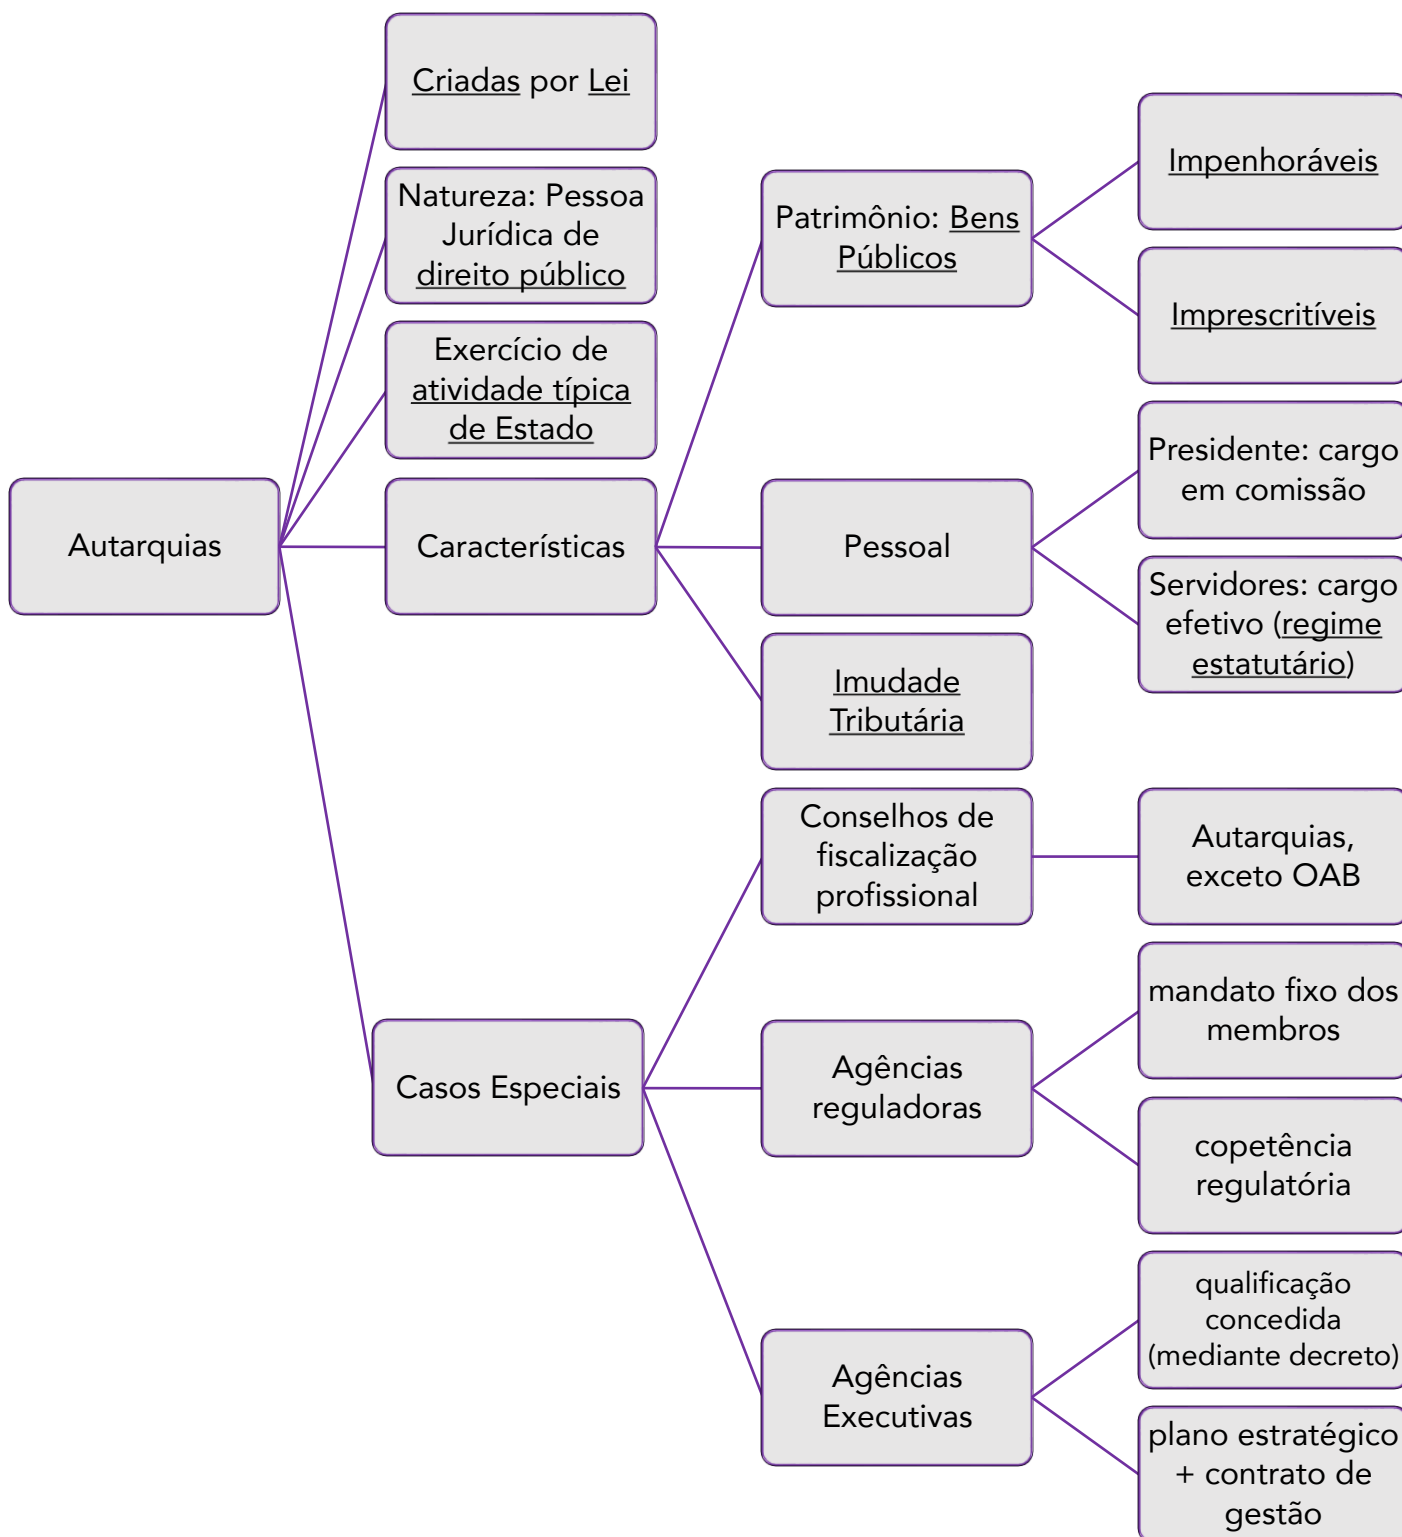 Autarquias
Criadas por Lei
Natureza: Pessoa
Jurídica de
direito público
Exercício de
atividade típica
de Estado
Características
Patrimônio: Bens
Públicos
Impenhoráveis
Imprescritíveis
Pessoal
Presidente: cargo
em comissão
Servidores: cargo
efetivo (regime
estatutário)
Imudade
Tributária
Casos Especiais
Conselhos de
fiscalização
profissional
Autarquias,
exceto OAB
Agências
reguladoras
mandato fixo dos
membros
copetência
regulatória
Agências
Executivas
qualificação
concedida
(mediante decreto)
plano estratégico
+ contrato de
gestão